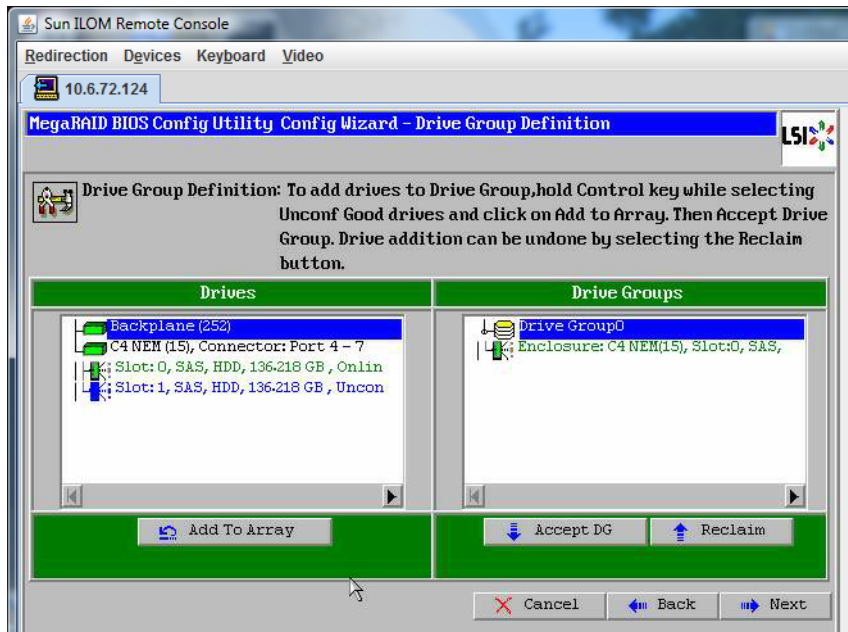 Sun ILOM Remote Console
Redirection Devices Keyboard Video
10.6.72.124
MegaRAID BIOS Config Utility Config Wizard – Drive Group Definition
LSI
Drive Group Definition: To add drives to Drive Group,hold Control key while selecting
Unconf Good drives and click on Add to Array. Then Accept Drive
Group. Drive addition can be undone by selecting the Reclaim
button.
Drives
Backplane (252)
C4 NEM (15), Connector: Port 4 - 7
Slot: 0, SAS, HDD, 136.218 GB , Onlin
Slot: 1, SAS, HDD, 136.218 GB , Uncon
Add To Array
Drive Groups
Drive Group0
Enclosure: C4 NEM(15), Slot:0, SAS,
Accept DG Reclaim
Cancel Back Next